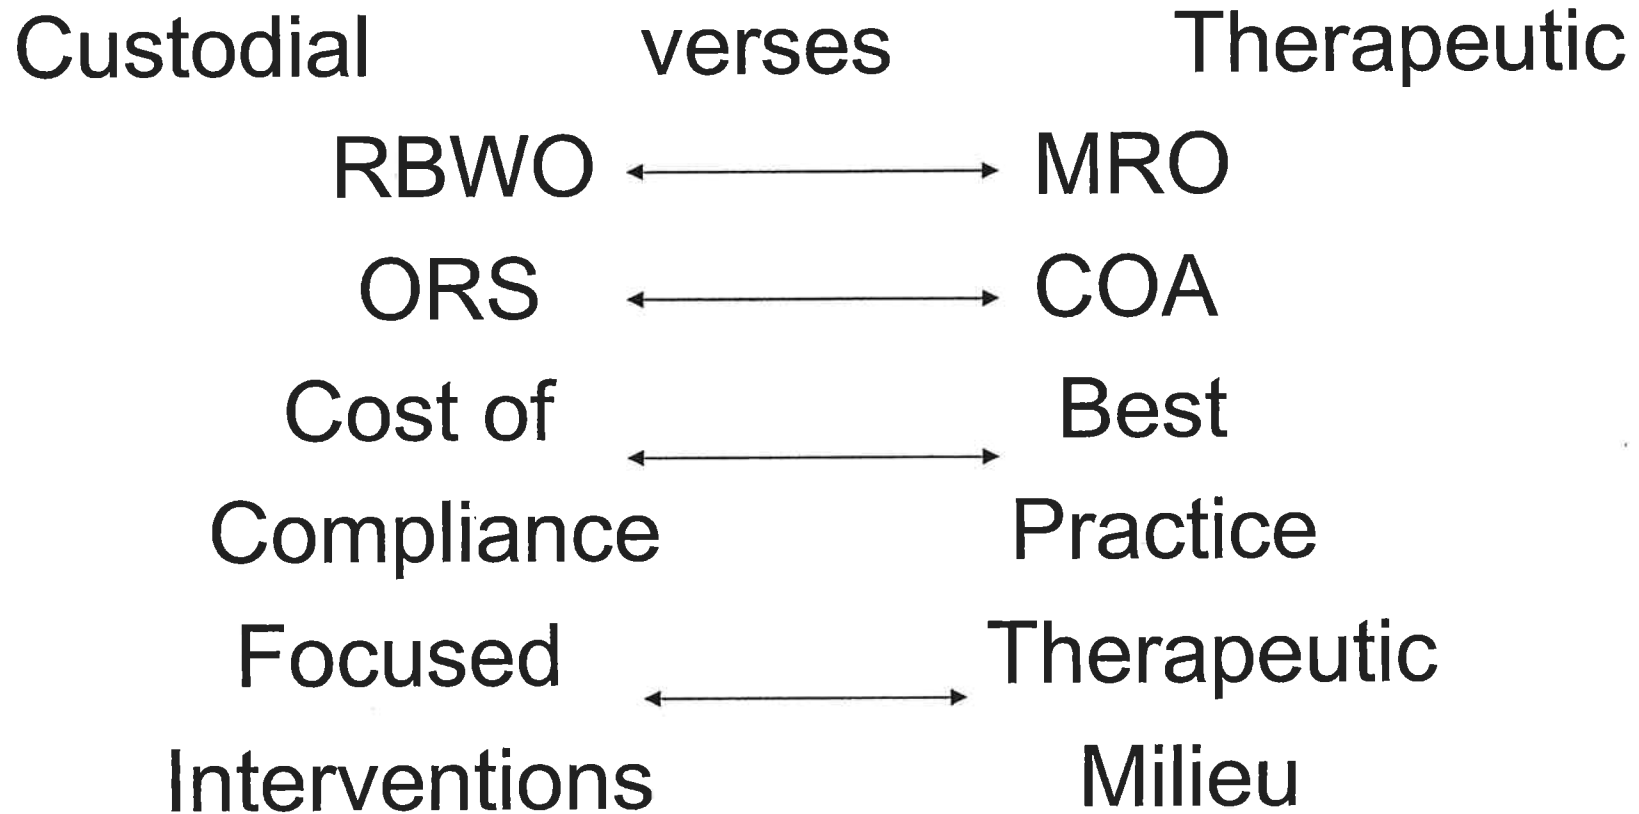 Custodial verses Therapeutic
RBWO MRO
ORS COA
Cost of Best
Compliance Practice
Focused Therapeutic
Interventions Milieu